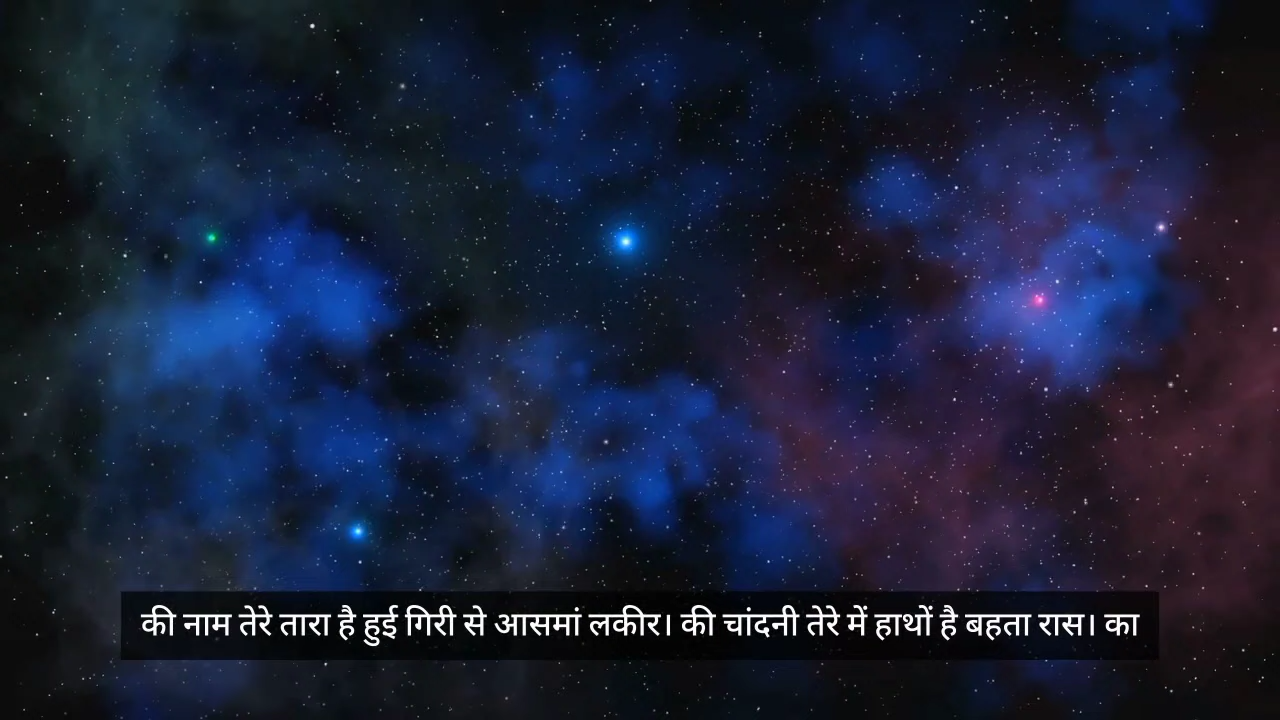 की नाम तेरे तारा है हुई गिरी से आसमां लकीर। की चांदनी तेरे में हाथों है बहता रास। का